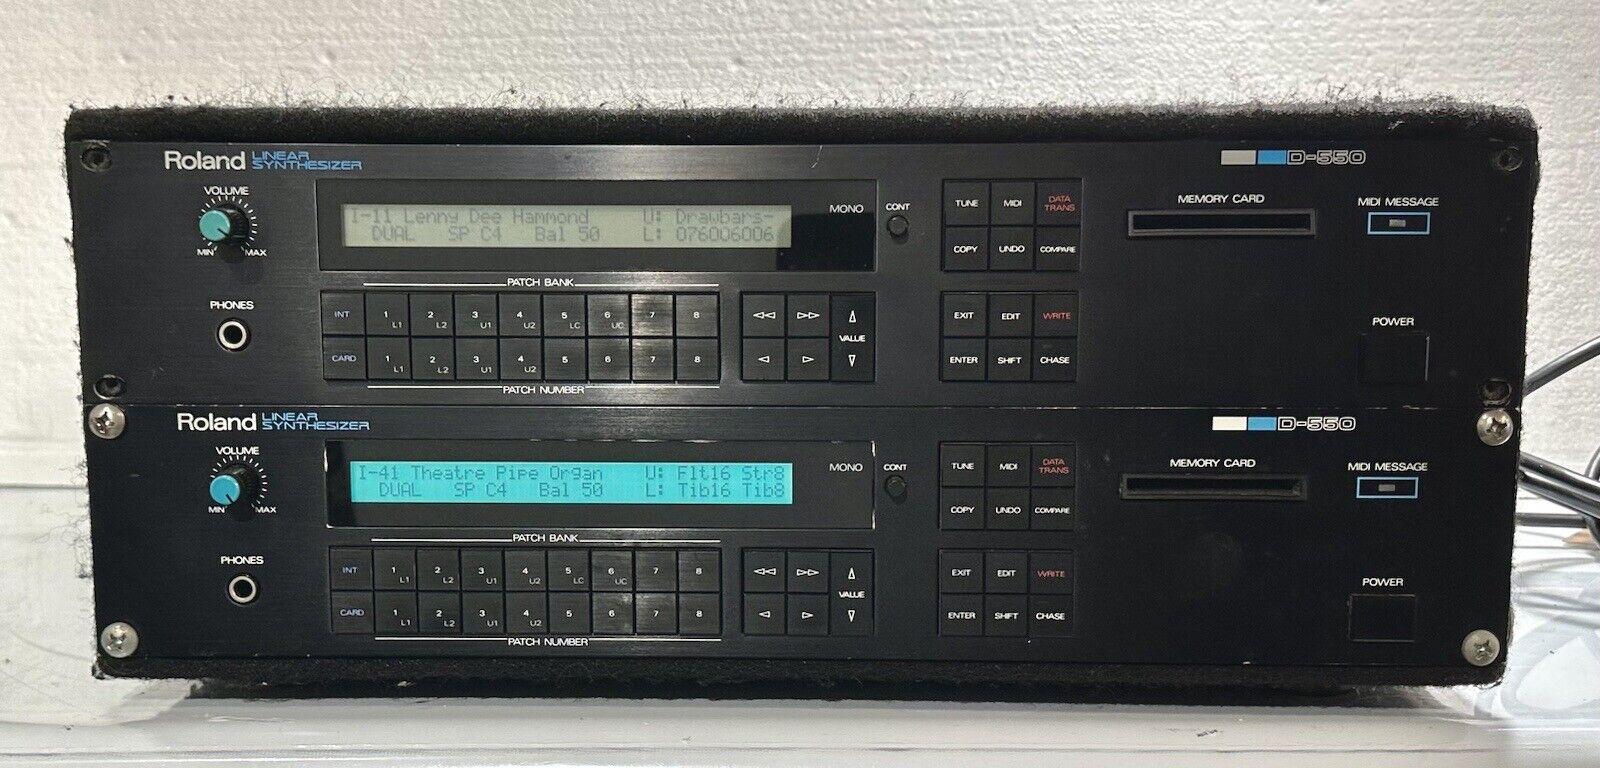 Roland LINEAR SYNTHESIZER
D-550
VOLUME
MIN MAX
PHONES
I-11 Lenny Dee Hammond U: Drawbars-
DUAL SP C4 Bal 50 L: 076006006
MONO
CONT
PATCH BANK
INT 1 L1 2 L2 3 U1 4 U2 5 LC 6 UC 7 8
CARD 1 L1 2 L2 3 U1 4 U2 5 6 7 8
PATCH NUMBER
VALUE
TUNE MIDI DATA TRANS
COPY UNDO COMPARE
EXIT EDIT WRITE
ENTER SHIFT CHASE
MEMORY CARD
MIDI MESSAGE
POWER
Roland LINEAR SYNTHESIZER
D-550
VOLUME
MIN MAX
PHONES
I-41 Theatre Pipe Organ U: Flt16 Str8
DUAL SP C4 Bal 50 L: Tib16 Tib8
MONO
CONT
PATCH BANK
INT 1 L1 2 L2 3 U1 4 U2 5 LC 6 UC 7 8
CARD 1 L1 2 L2 3 U1 4 U2 5 6 7 8
PATCH NUMBER
VALUE
TUNE MIDI DATA TRANS
COPY UNDO COMPARE
EXIT EDIT WRITE
ENTER SHIFT CHASE
MEMORY CARD
MIDI MESSAGE
POWER